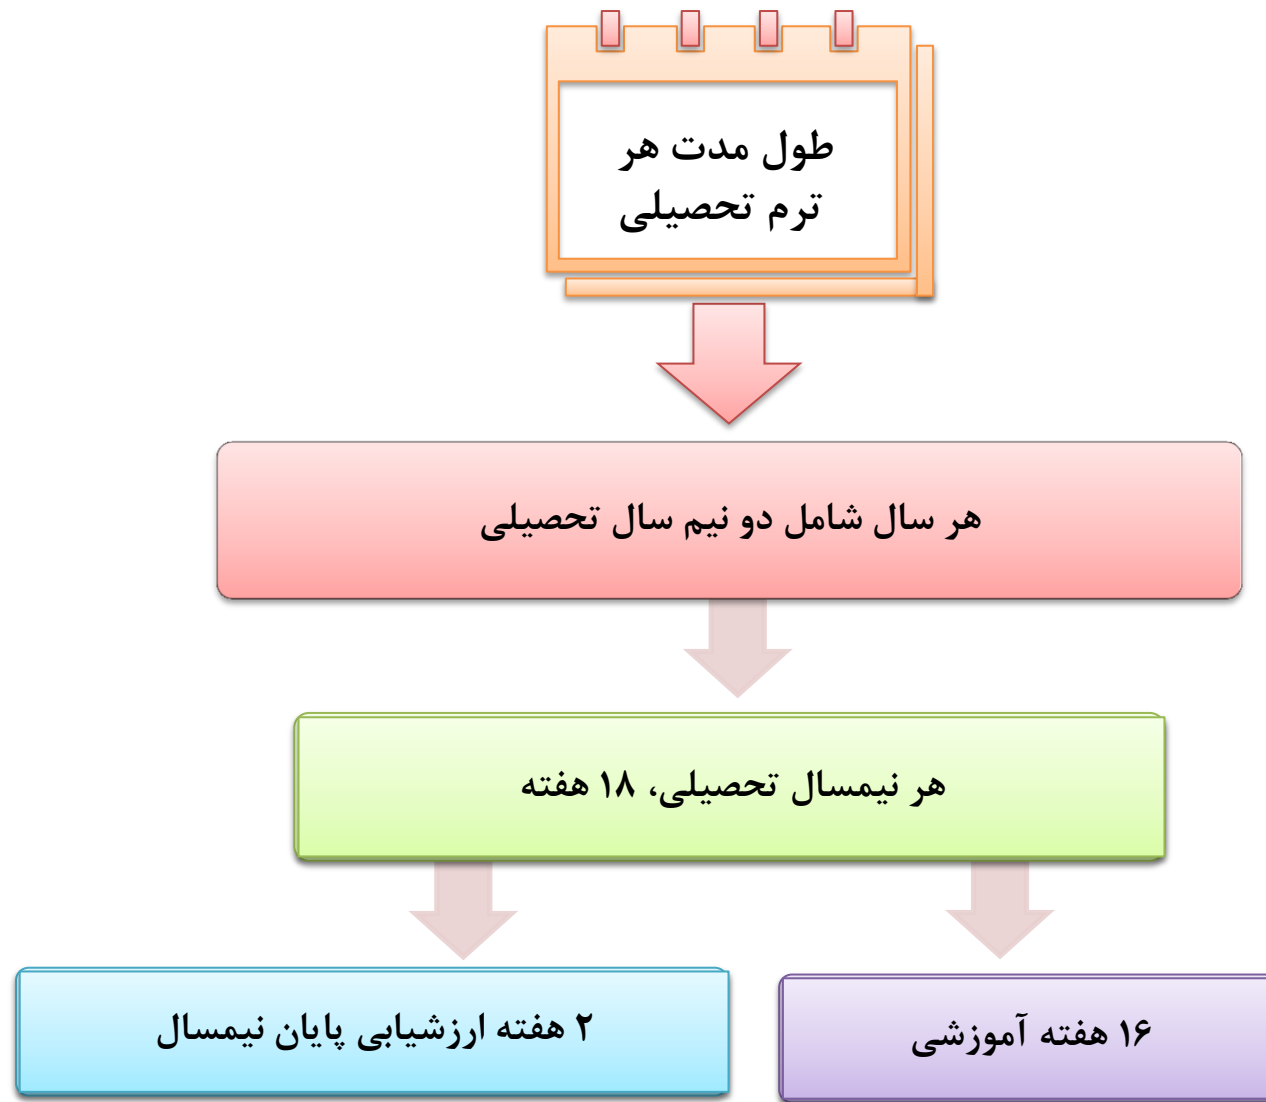 طول مدت هر
ترم تحصیلی
هر سال شامل دو نیم سال تحصیلی
هر نیمسال تحصیلی، ۱۸ هفته
۱۶ هفته آموزشی
۲ هفته ارزشیابی پایان نیمسال